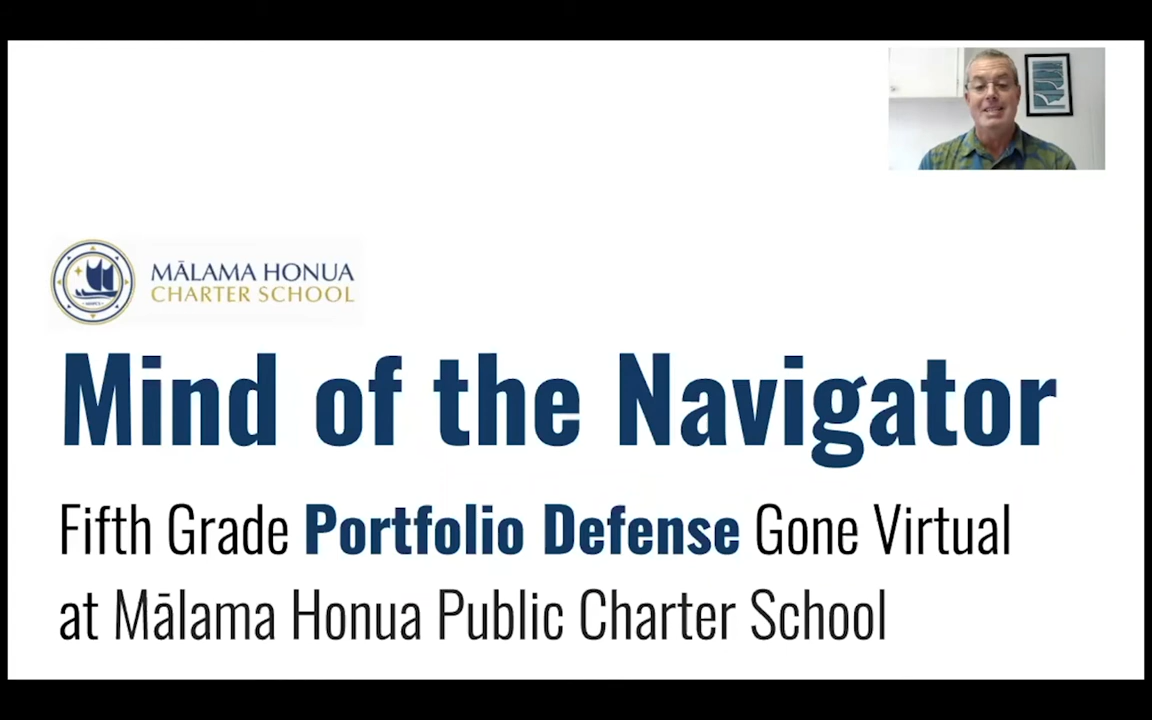 MĀLAMA HONUA
CHARTER SCHOOL
Mind of the Navigator
Fifth Grade Portfolio Defense Gone Virtual
at Mālama Honua Public Charter School